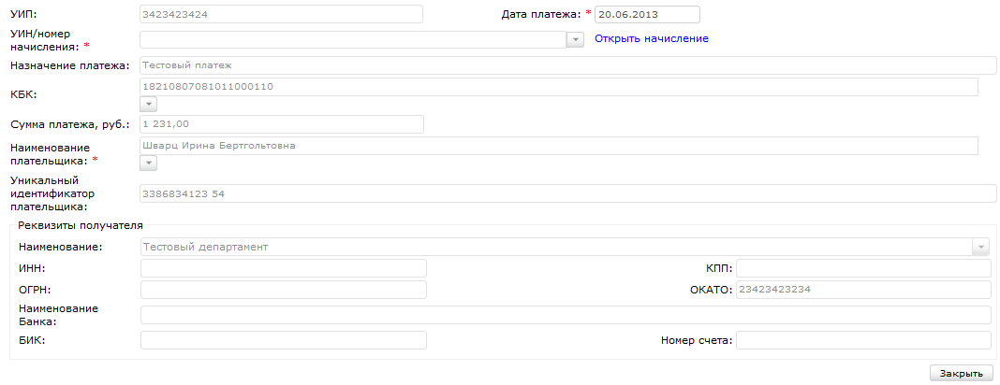 УИП: 3423423424 Дата платежа: * 20.06.2013
УИН/номер
начисления: * Открыть начисление
Назначение платежа: Тестовый платеж
КБК: 18210807081011000110
Сумма платежа, руб.: 1 231,00
Наименование
плательщика: * Шварц Ирина Бертгольтовна
Уникальный
идентификатор
плательщика: 3386834123 54
Реквизиты получателя
Наименование: Тестовый департамент
ИНН: КПП:
ОГРН: ОКАТО: 23423423234
Наименование
Банка:
БИК: Номер счета:
Закрыть